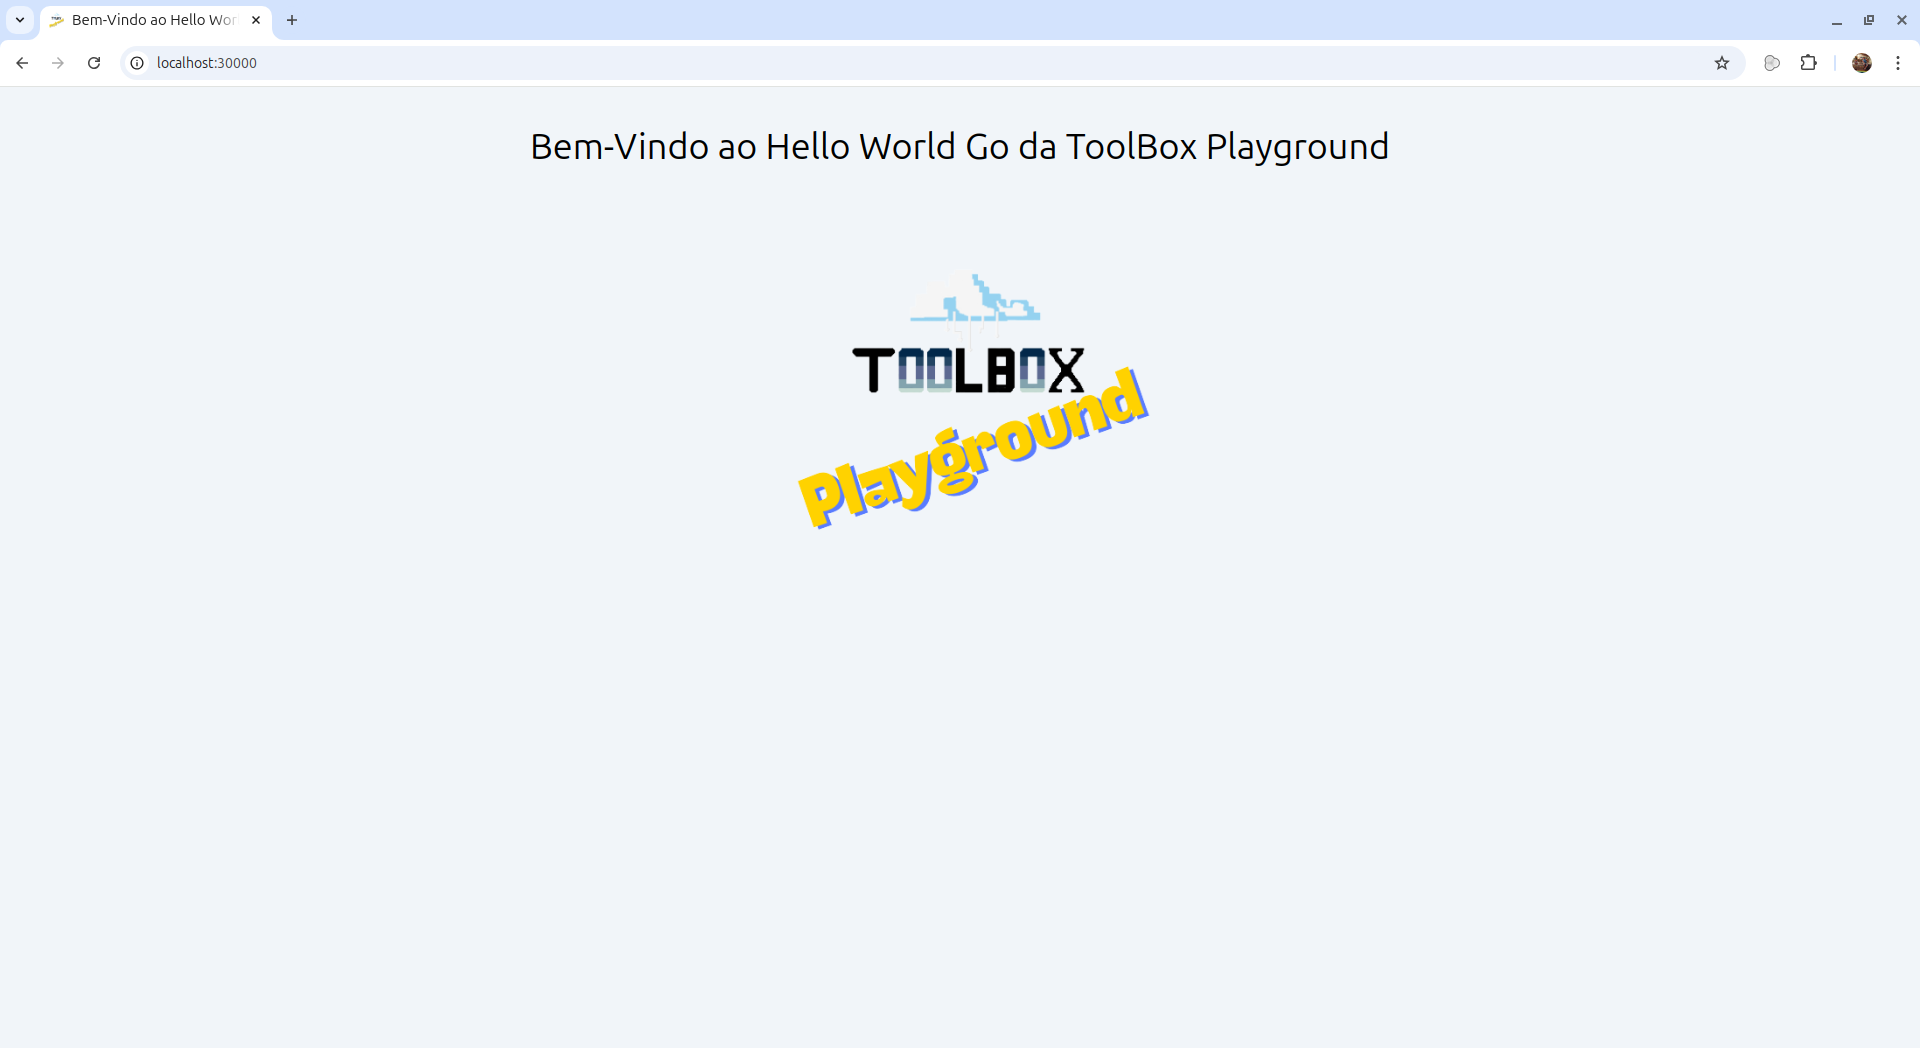 Bem-Vindo ao Hello Wor
localhost:30000
Bem-Vindo ao Hello World Go da ToolBox Playground
TOOLBOX
Playground